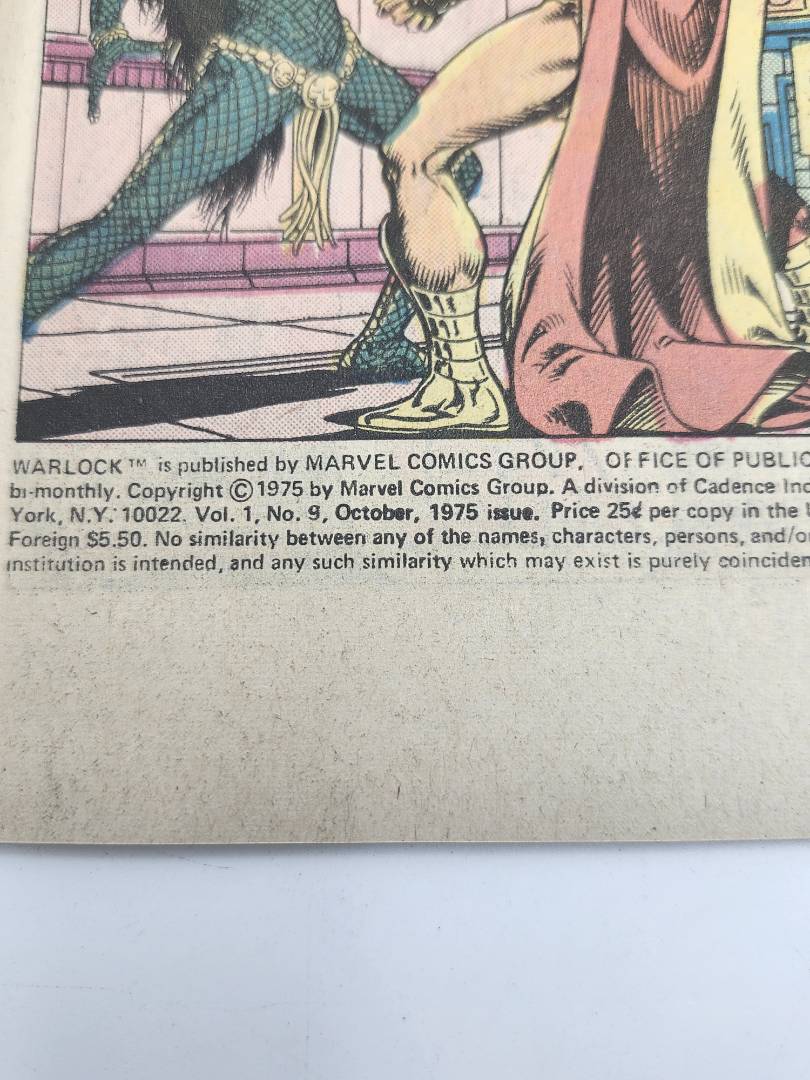 WARLOCK™ is published by MARVEL COMICS GROUP. OFFICE OF PUBLIC
bi-monthly. Copyright © 1975 by Marvel Comics Group. A division of Cadence Inc
York, N.Y. 10022. Vol. 1, No. 9, October, 1975 issue. Price 25¢ per copy in the
Foreign $5.50. No similarity between any of the names, characters, persons, and/o
institution is intended, and any such similarity which may exist is purely coinciden